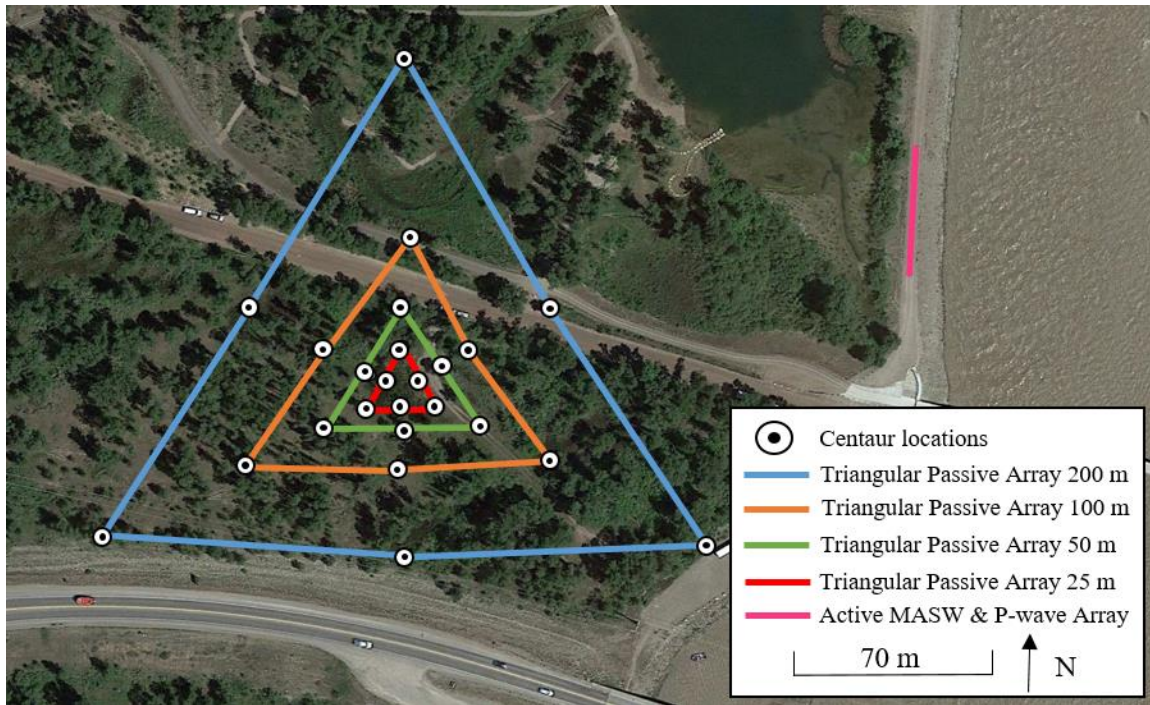 Centaur locations
Triangular Passive Array 200 m
Triangular Passive Array 100 m
Triangular Passive Array 50 m
Triangular Passive Array 25 m
Active MASW & P-wave Array
70 m
N